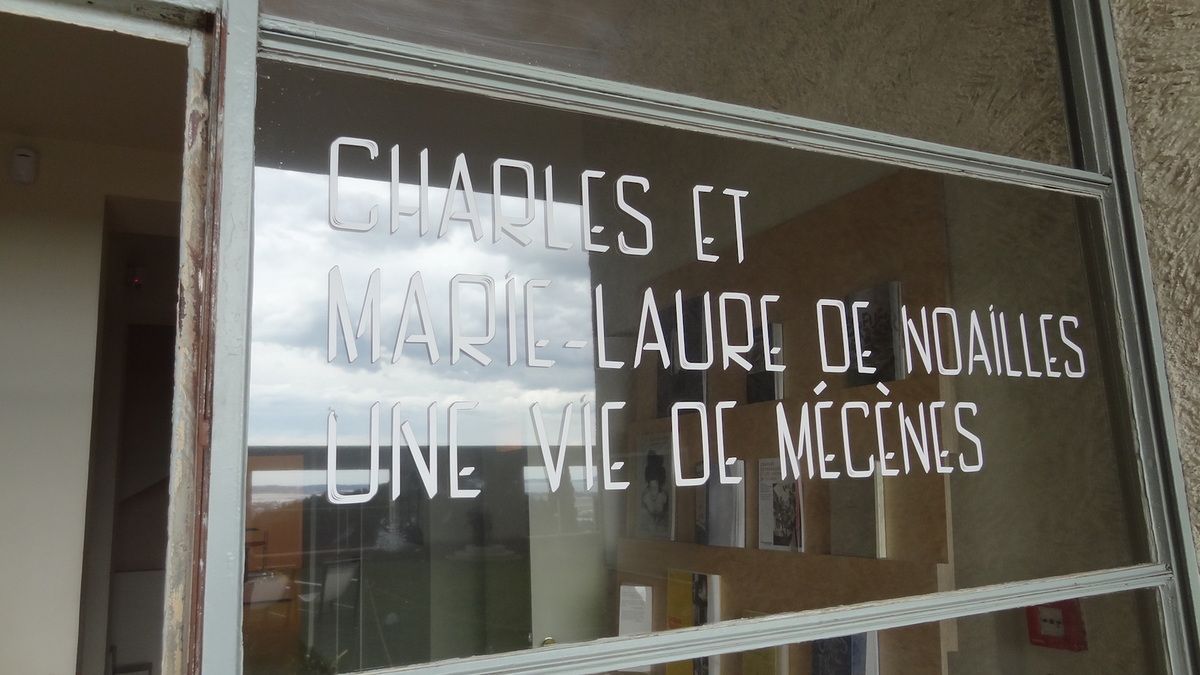 CHARLES ET
MARIE-LAURE DE NOAILLES
UNE VIE DE MÉCÈNES